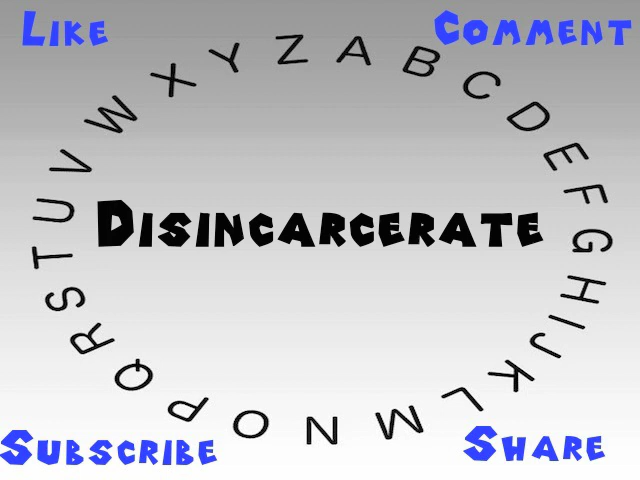 Like
Comment
A B C D E F G H I J K L M N O P Q R S T U V W X Y Z
Disincarcerate
Subscribe
Share